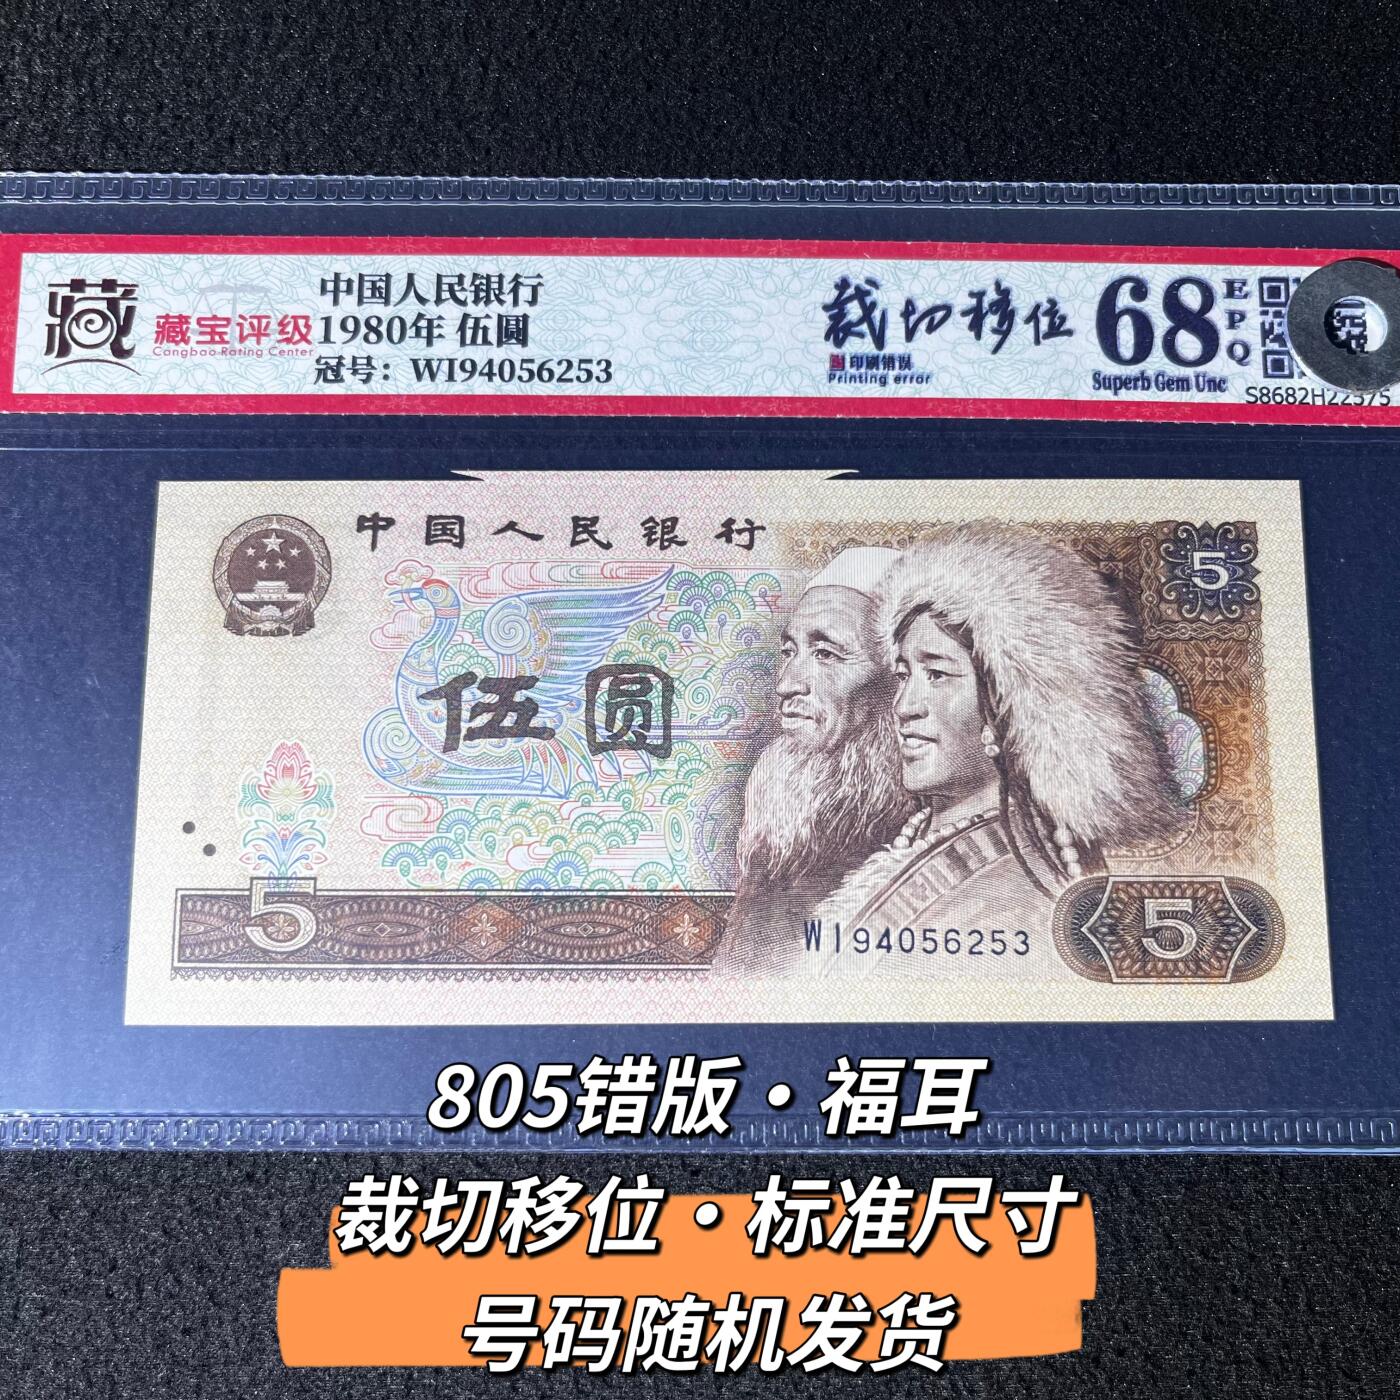 藏
藏宝评级
Cangbao Rating Center
中国人民银行
1980年 伍圆
冠号：WI94056253
裁切移位
印刷错误
Printing error
68
EPQ
Superb Gem Unc
中国人民银行
5
伍圆
5
WI94056253
5
805错版·福耳
裁切移位·标准尺寸
号码随机发货